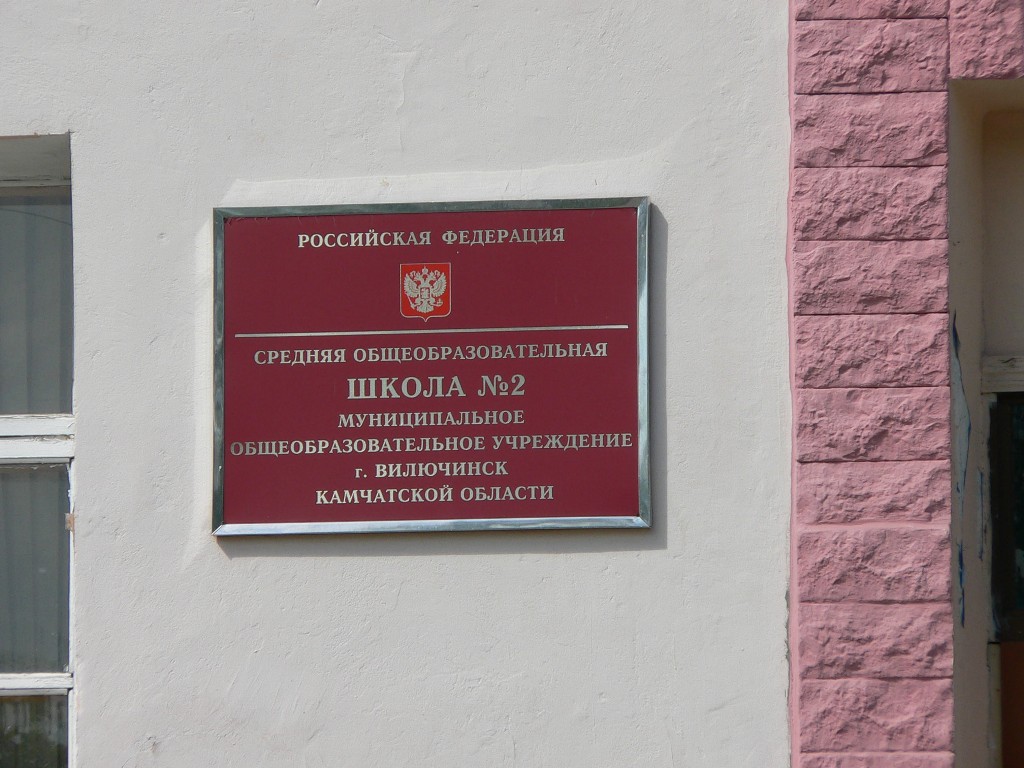 РОССИЙСКАЯ ФЕДЕРАЦИЯ
СРЕДНЯЯ ОБЩЕОБРАЗОВАТЕЛЬНАЯ
ШКОЛА №2
МУНИЦИПАЛЬНОЕ
ОБЩЕОБРАЗОВАТЕЛЬНОЕ УЧРЕЖДЕНИЕ
г. ВИЛЮЧИНСК
КАМЧАТСКОЙ ОБЛАСТИ